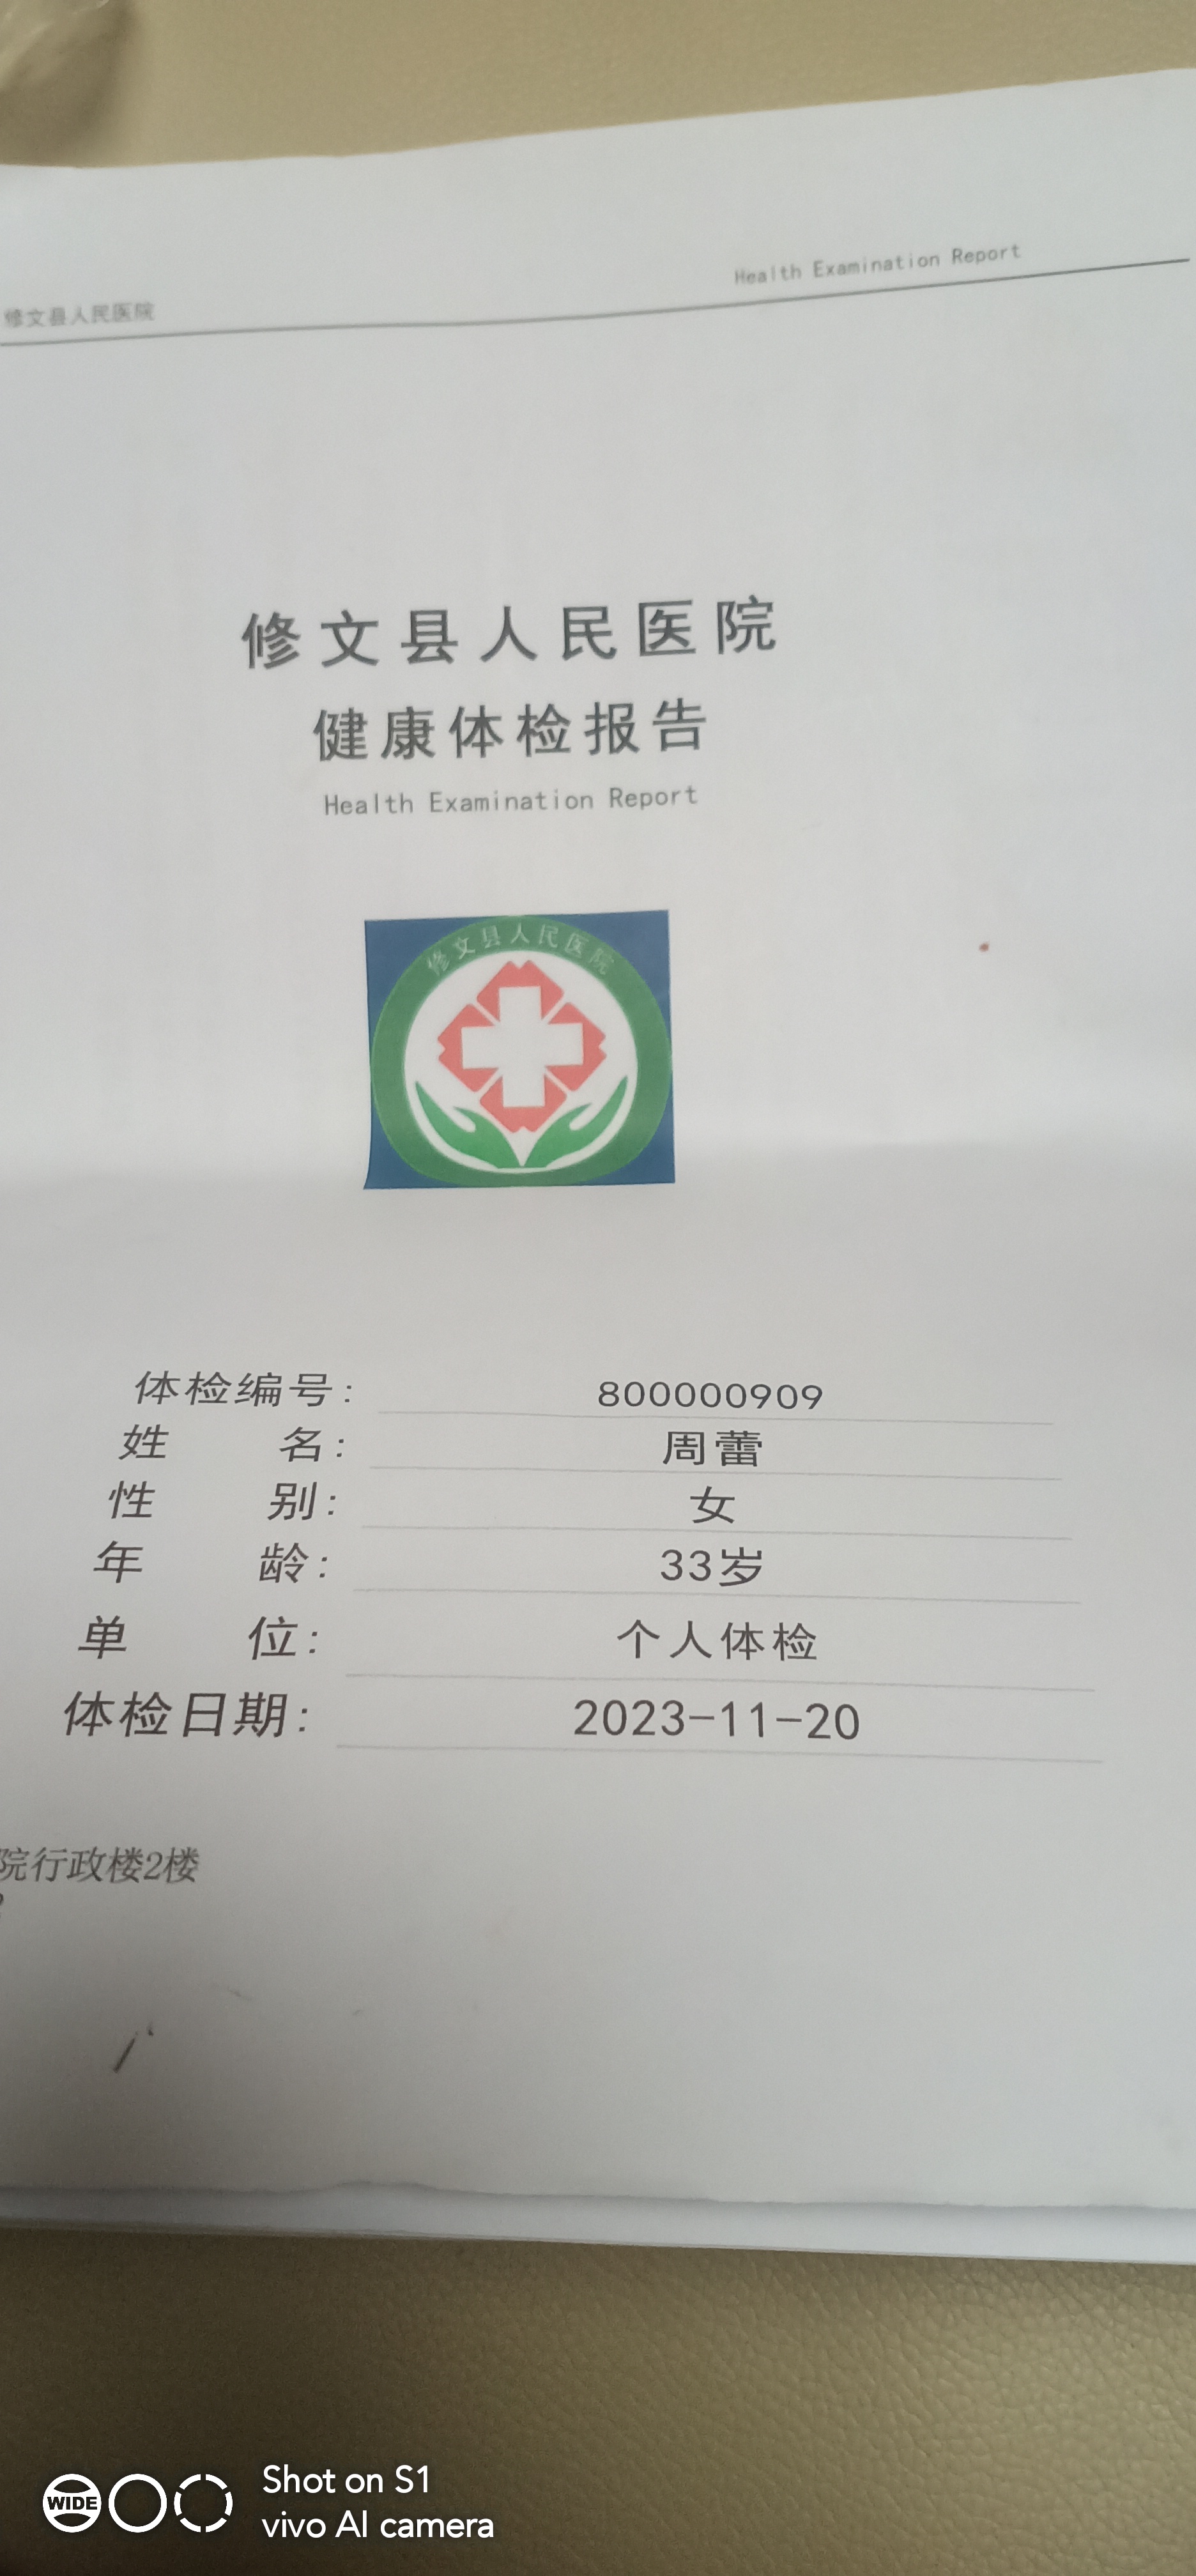 修文县人民医院
Health Examination Report
修文县人民医院
健康体检报告
Health Examination Report
修文县人民医院
体检编号: 800000909
姓 名: 周蕾
性 别: 女
年 龄: 33岁
单 位: 个人体检
体检日期: 2023-11-20
院行政楼2楼
WIDE
Shot on S1
vivo AI camera